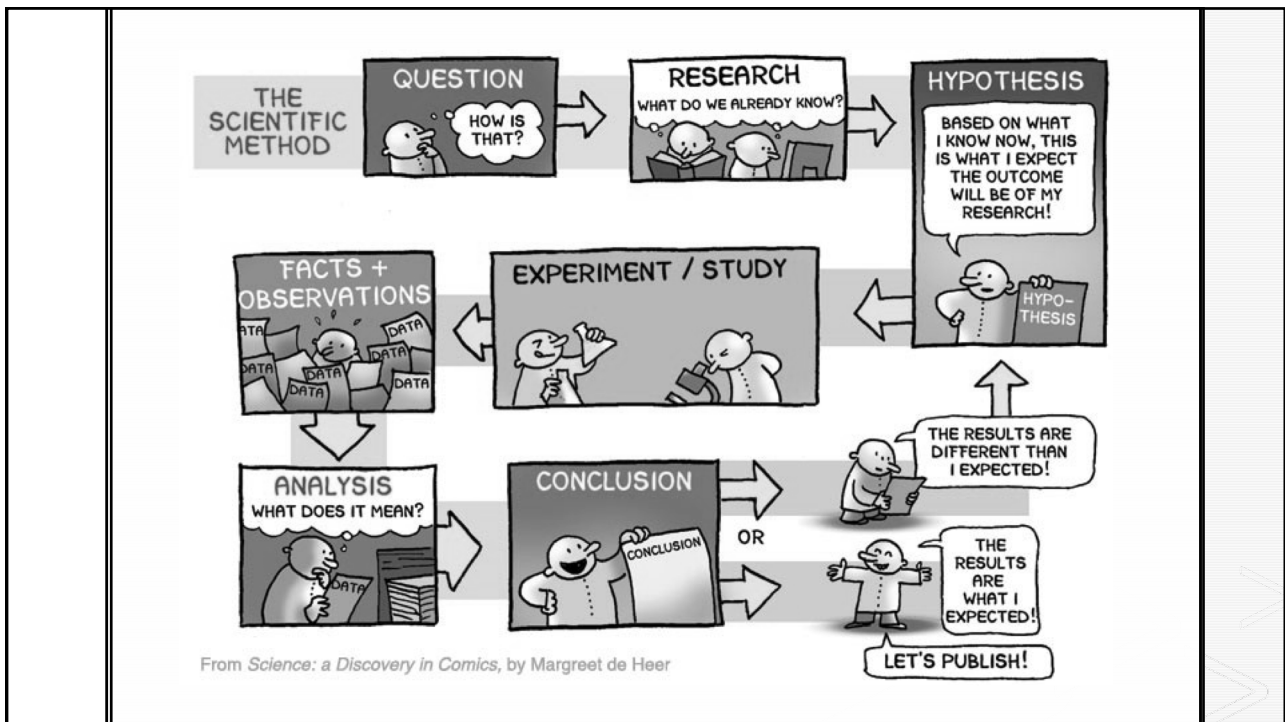 THE
SCIENTIFIC
METHOD
QUESTION
HOW IS
THAT?
RESEARCH
WHAT DO WE ALREADY KNOW?
HYPOTHESIS
BASED ON WHAT
I KNOW NOW, THIS
IS WHAT I EXPECT
THE OUTCOME
WILL BE OF MY
RESEARCH!
HYPO-
THESIS
EXPERIMENT / STUDY
FACTS +
OBSERVATIONS
DATA
DATA
DATA
DATA
DATA
DATA
DATA
ANALYSIS
WHAT DOES IT MEAN?
DATA
CONCLUSION
CONCLUSION
OR
THE RESULTS ARE
DIFFERENT THAN
I EXPECTED!
THE
RESULTS
ARE
WHAT I
EXPECTED!
LET'S PUBLISH!
From Science: a Discovery in Comics, by Margreet de Heer